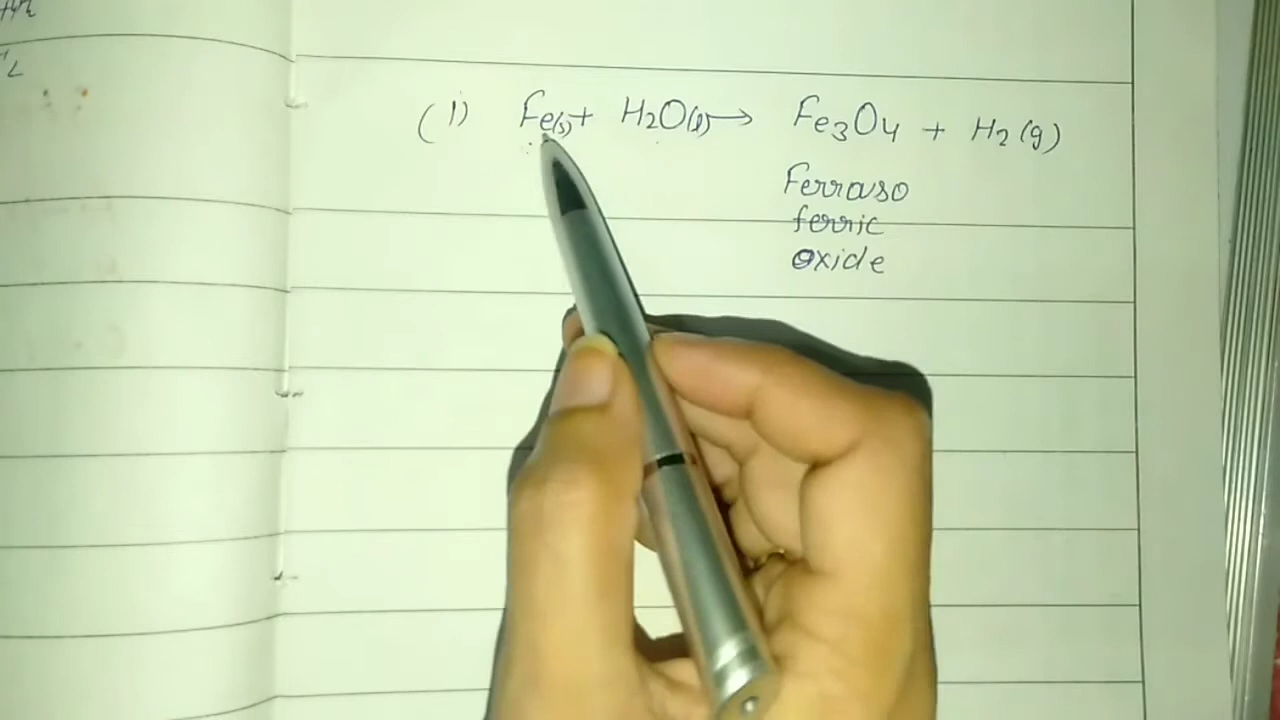 (1) Fe(s) + H2O(l) → Fe3O4 + H2 (g)
Ferraso
ferric
oxide